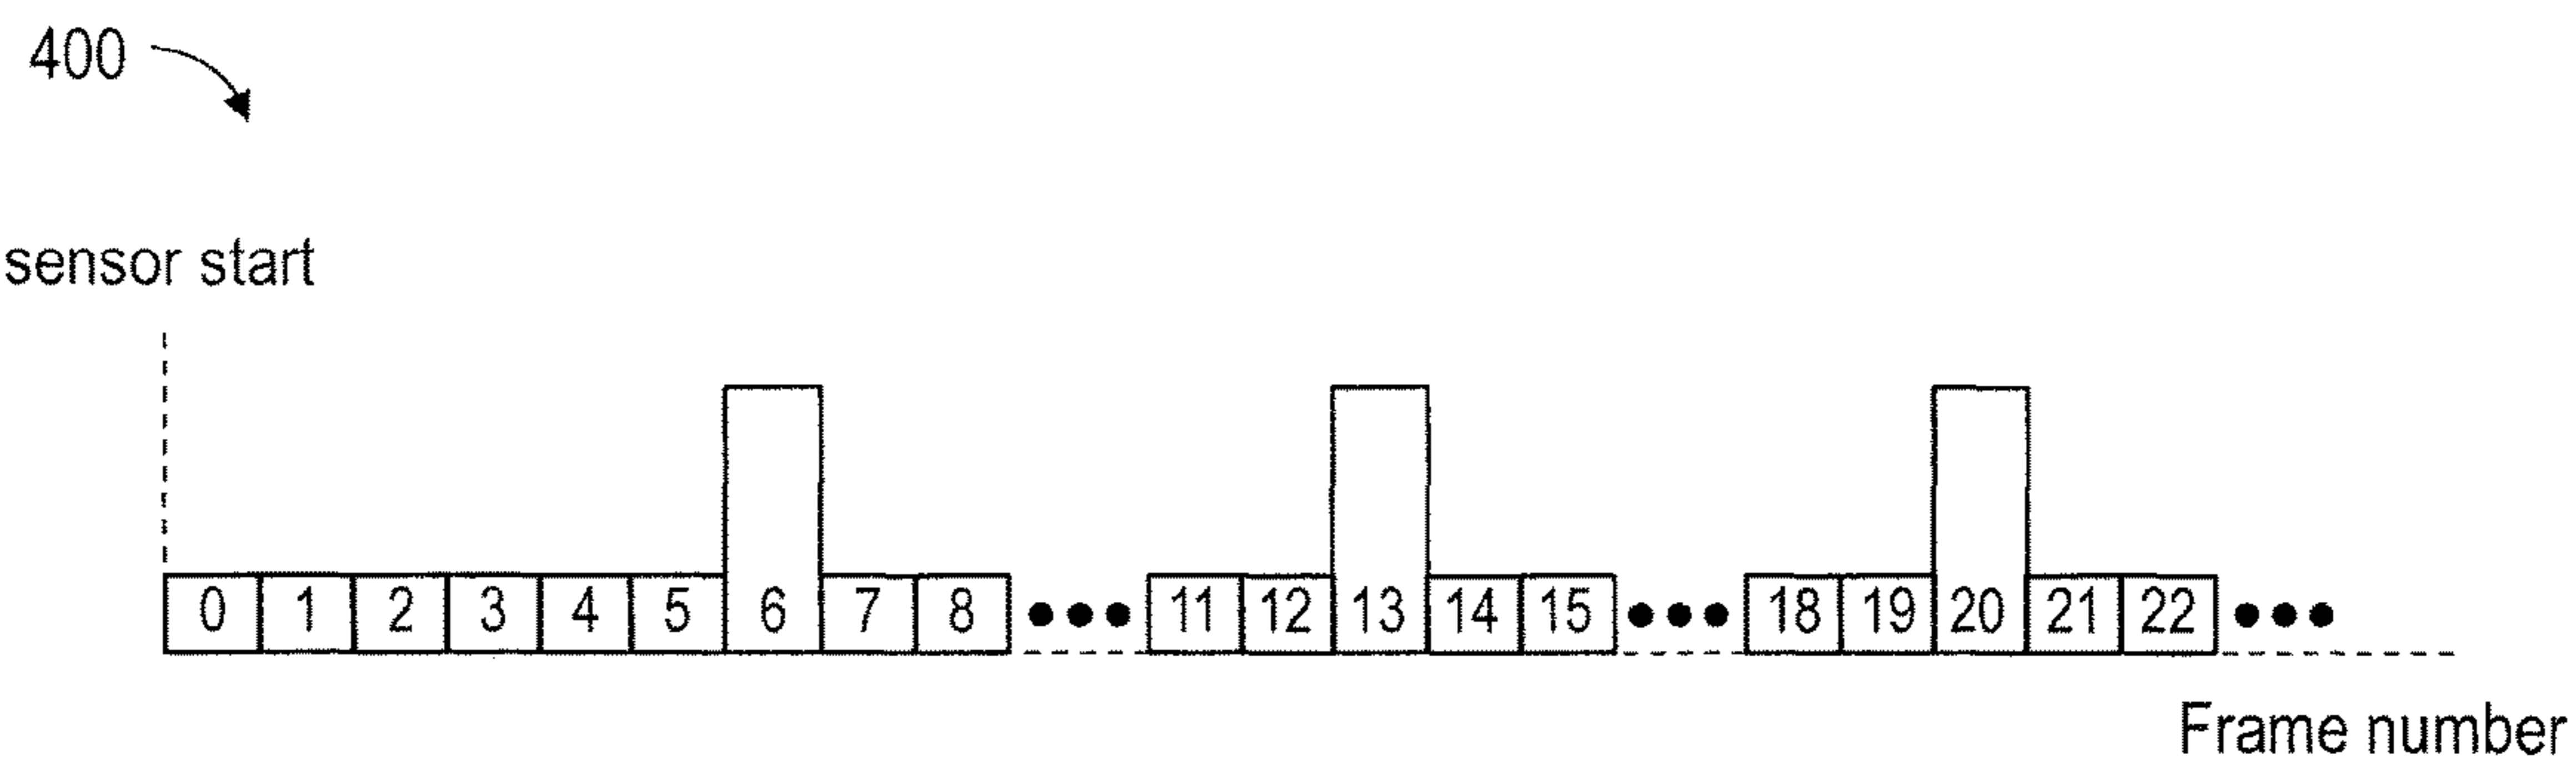 400
sensor start
0 1 2 3 4 5 6 7 8 ••• 11 12 13 14 15 ••• 18 19 20 21 22 •••
Frame number